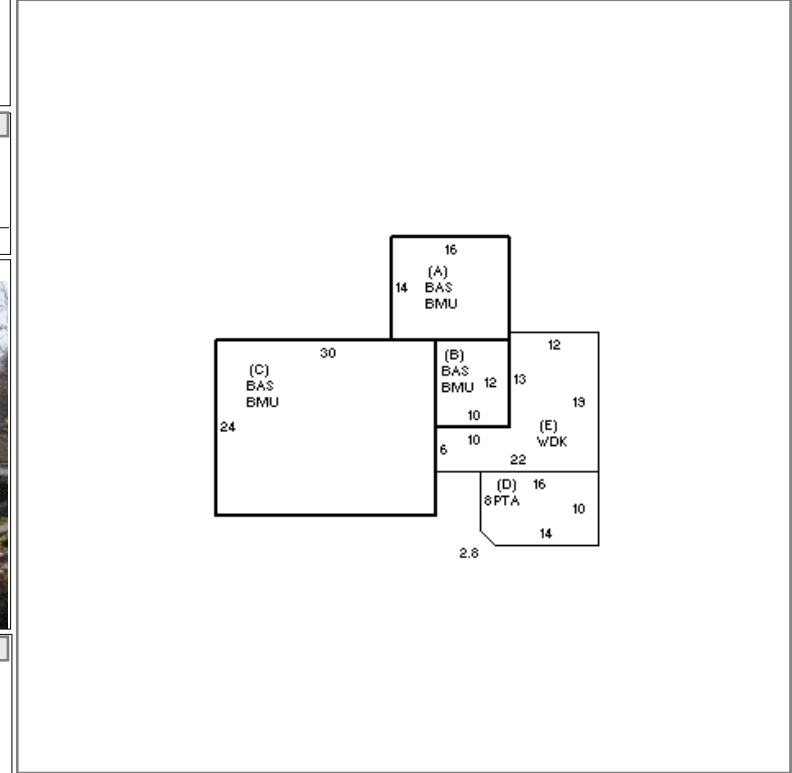 16
(A)
14 BAS
BMU
30
(C)
BAS
BMU
24
(B)
BAS
BMU 12
10
12
13
19
(E)
WDK
10
6
22
(D) 16
8PTA
10
14
2.8